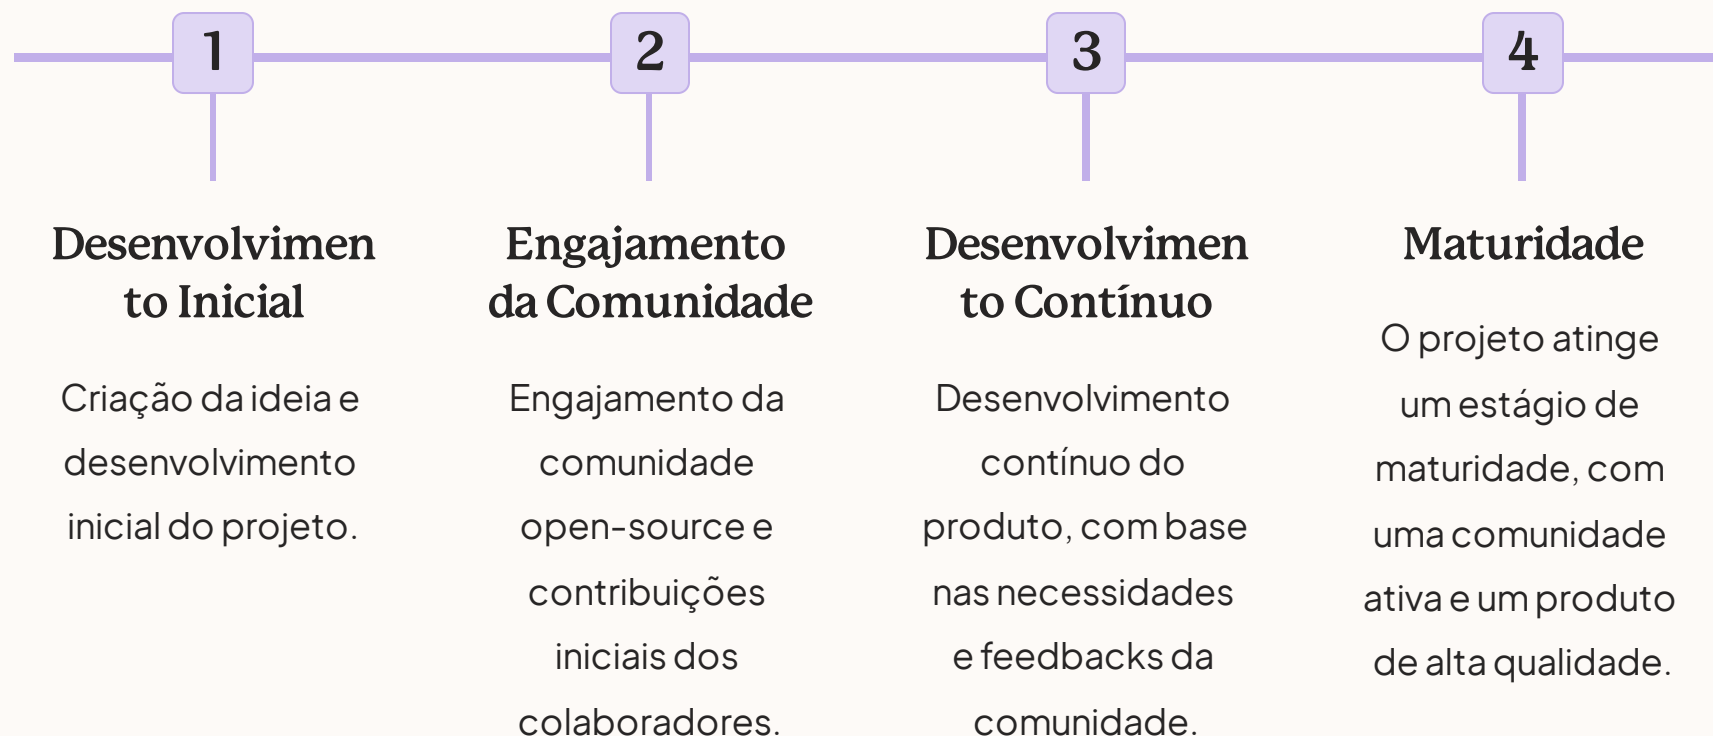 1
Desenvolvimen
to Inicial
Criação da ideia e
desenvolvimento
inicial do projeto.
2
Engajamento
da Comunidade
Engajamento da
comunidade
open-source e
contribuições
iniciais dos
colaboradores.
3
Desenvolvimen
to Contínuo
Desenvolvimento
contínuo do
produto, com base
nas necessidades
e feedbacks da
comunidade.
4
Maturidade
O projeto atinge
um estágio de
maturidade, com
uma comunidade
ativa e um produto
de alta qualidade.